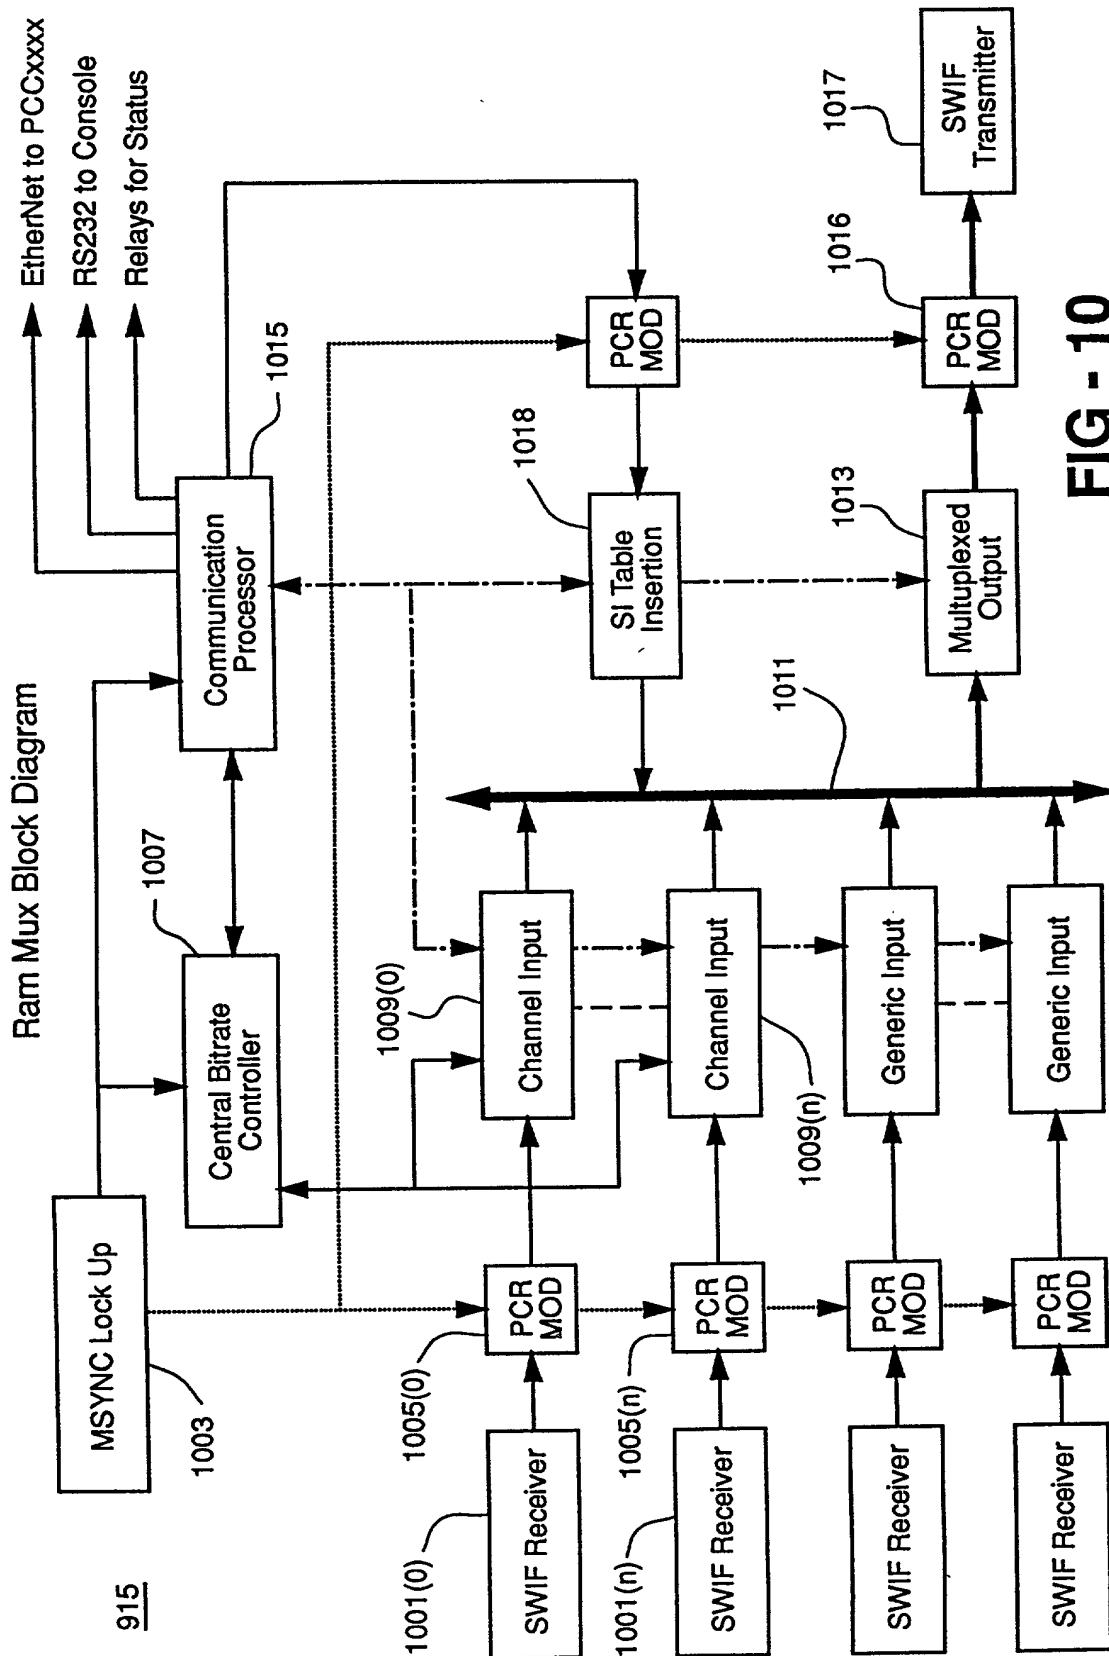 Ram Mux Block Diagram
915
EtherNet to PCCxxxx
RS232 to Console
Relays for Status
MSYNC Lock Up
1003
Central Bitrate
Controller
1007
Communication
Processor
1015
1001(0)
SWIF Receiver
1005(0)
PCR
MOD
1009(0)
Channel Input
SI Table
Insertion
1018
PCR
MOD
1001(n)
SWIF Receiver
1005(n)
PCR
MOD
Channel Input
1009(n)
1011
SWIF Receiver
PCR
MOD
Generic Input
SWIF Receiver
PCR
MOD
Generic Input
Multuplexed
Output
1013
PCR
MOD
1016
SWIF
Transmitter
1017
FIG - 10